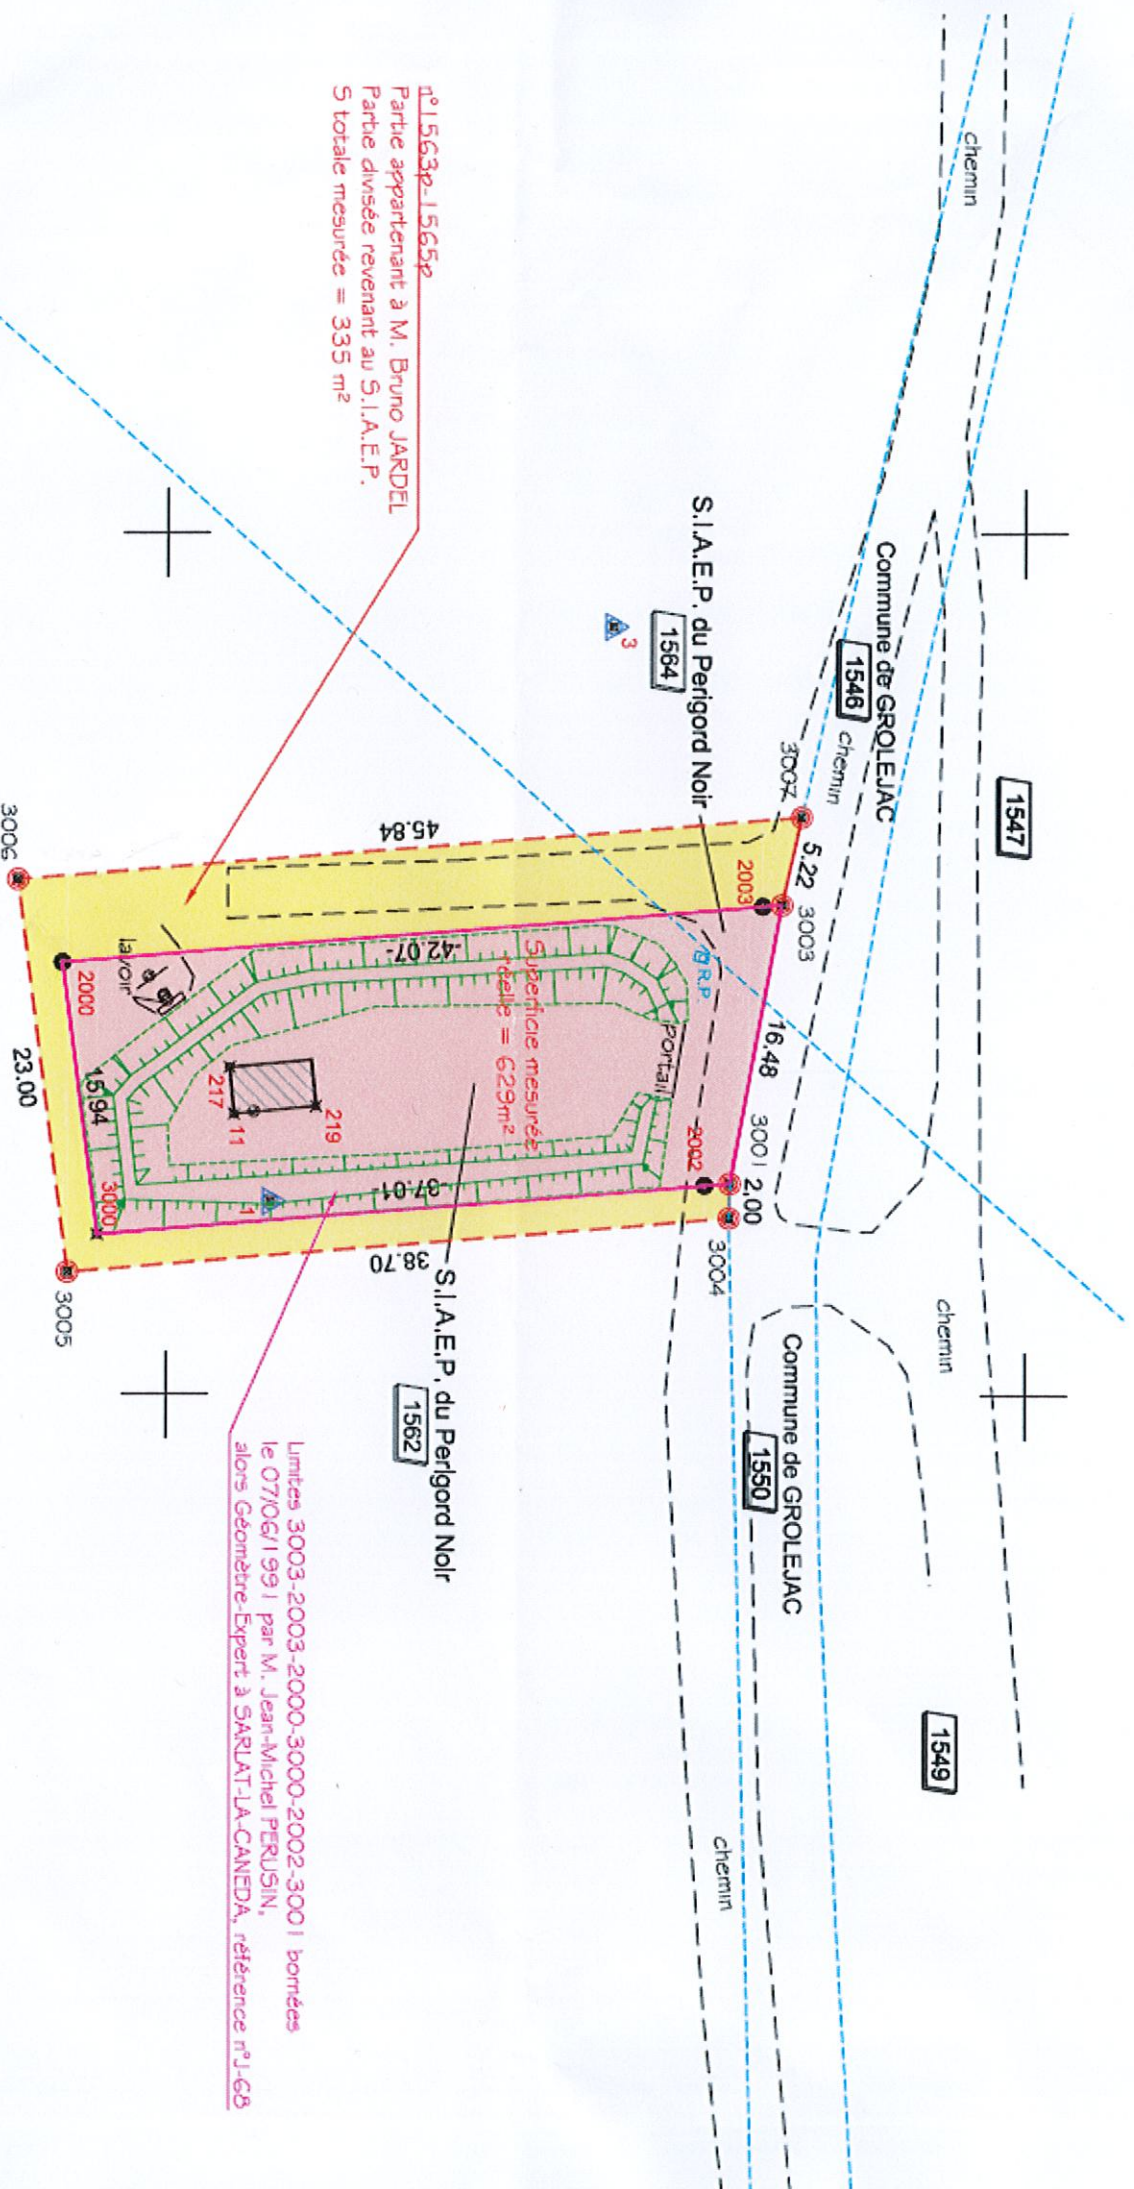 chemin
n°1563p-1565p
Partie appartenant à M. Bruno JARDEL
Partie divisée revenant au S.I.A.E.P.
S totale mesurée = 335 m²
1547
Commune de GROLEJAC
1546
chemin
S.I.A.E.P. du Perigord Noir
1564
3
3007
5.22
3003
2003
45.84
3006
R.P
16.48
portail
Superficie mesurée
réelle = 629m²
-42.07-
lavoir
2000
219
217
11
15.94
23.00
3001
2.00
2002
3004
-37.01-
1
3000
38.70
3005
chemin
Commune de GROLEJAC
1550
S.I.A.E.P. du Perigord Noir
1562
Limites 3003-2003-2000-3000-2002-3001 bornées
le 07/06/1991 par M. Jean-Michel PERUSIN,
alors Géomètre-Expert à SARLAT-LA-CANEDA, référence n°J-68
1549
chemin